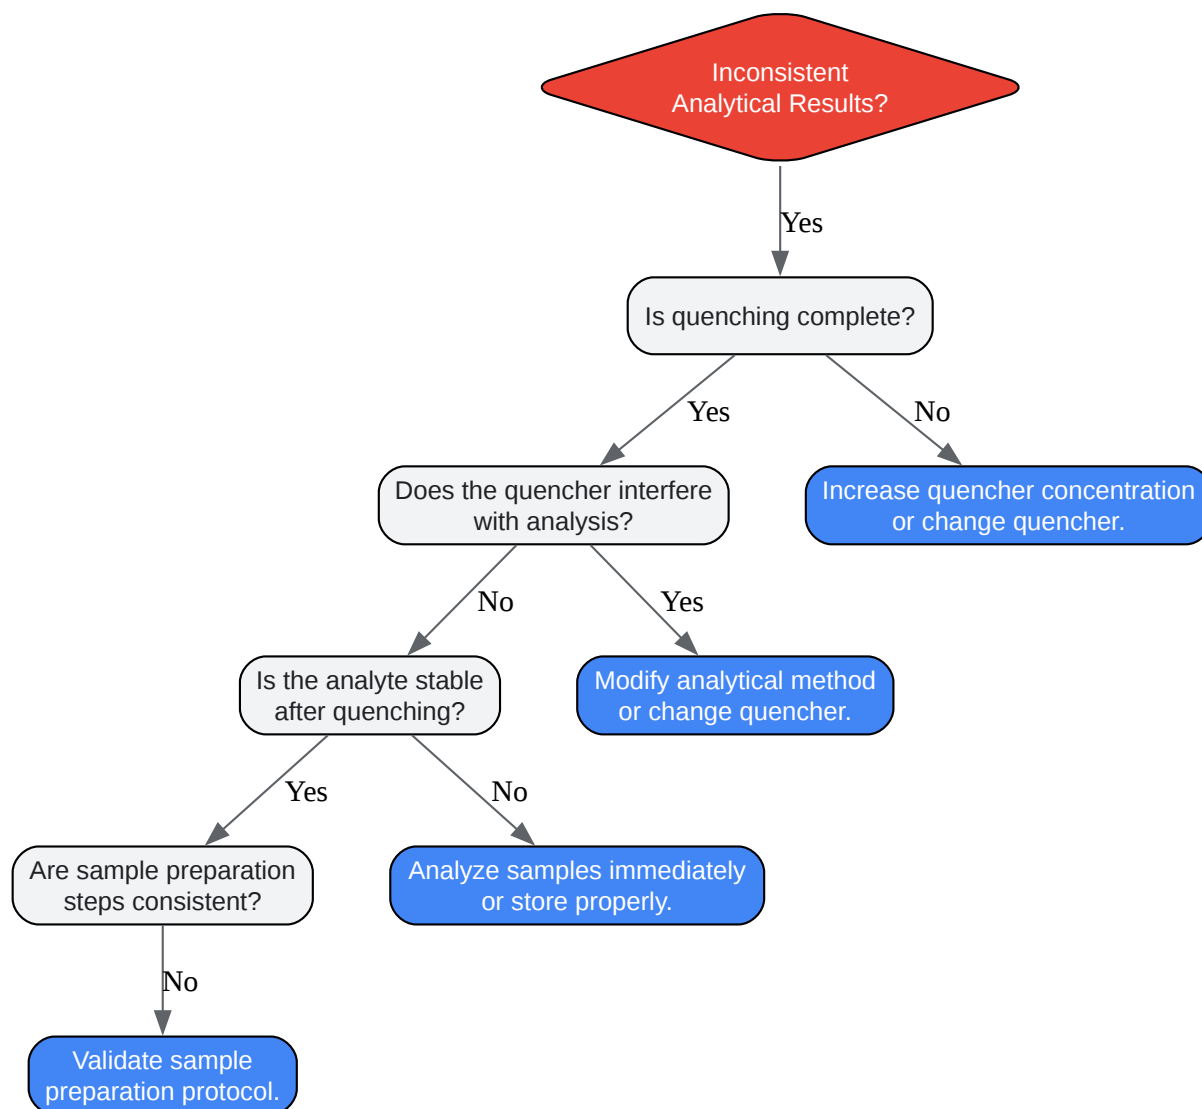 Inconsistent
Analytical Results?
Yes
Is quenching complete?
Yes
No
Does the quencher interfere
with analysis?
Increase quencher concentration
or change quencher.
No
Yes
Is the analyte stable
after quenching?
Modify analytical method
or change quencher.
Yes
No
Are sample preparation
steps consistent?
Analyze samples immediately
or store properly.
No
Validate sample
preparation protocol.